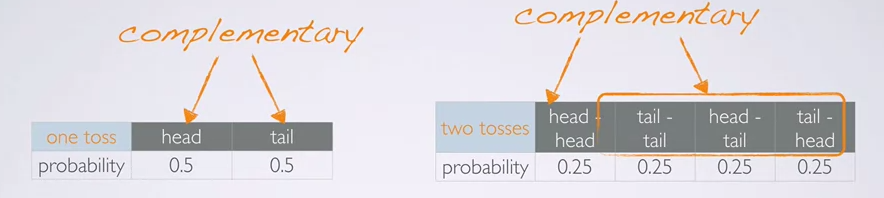 complementary
complementary
one toss head tail
probability 0.5 0.5
two tosses head - head tail - tail head - tail tail - head
probability 0.25 0.25 0.25 0.25